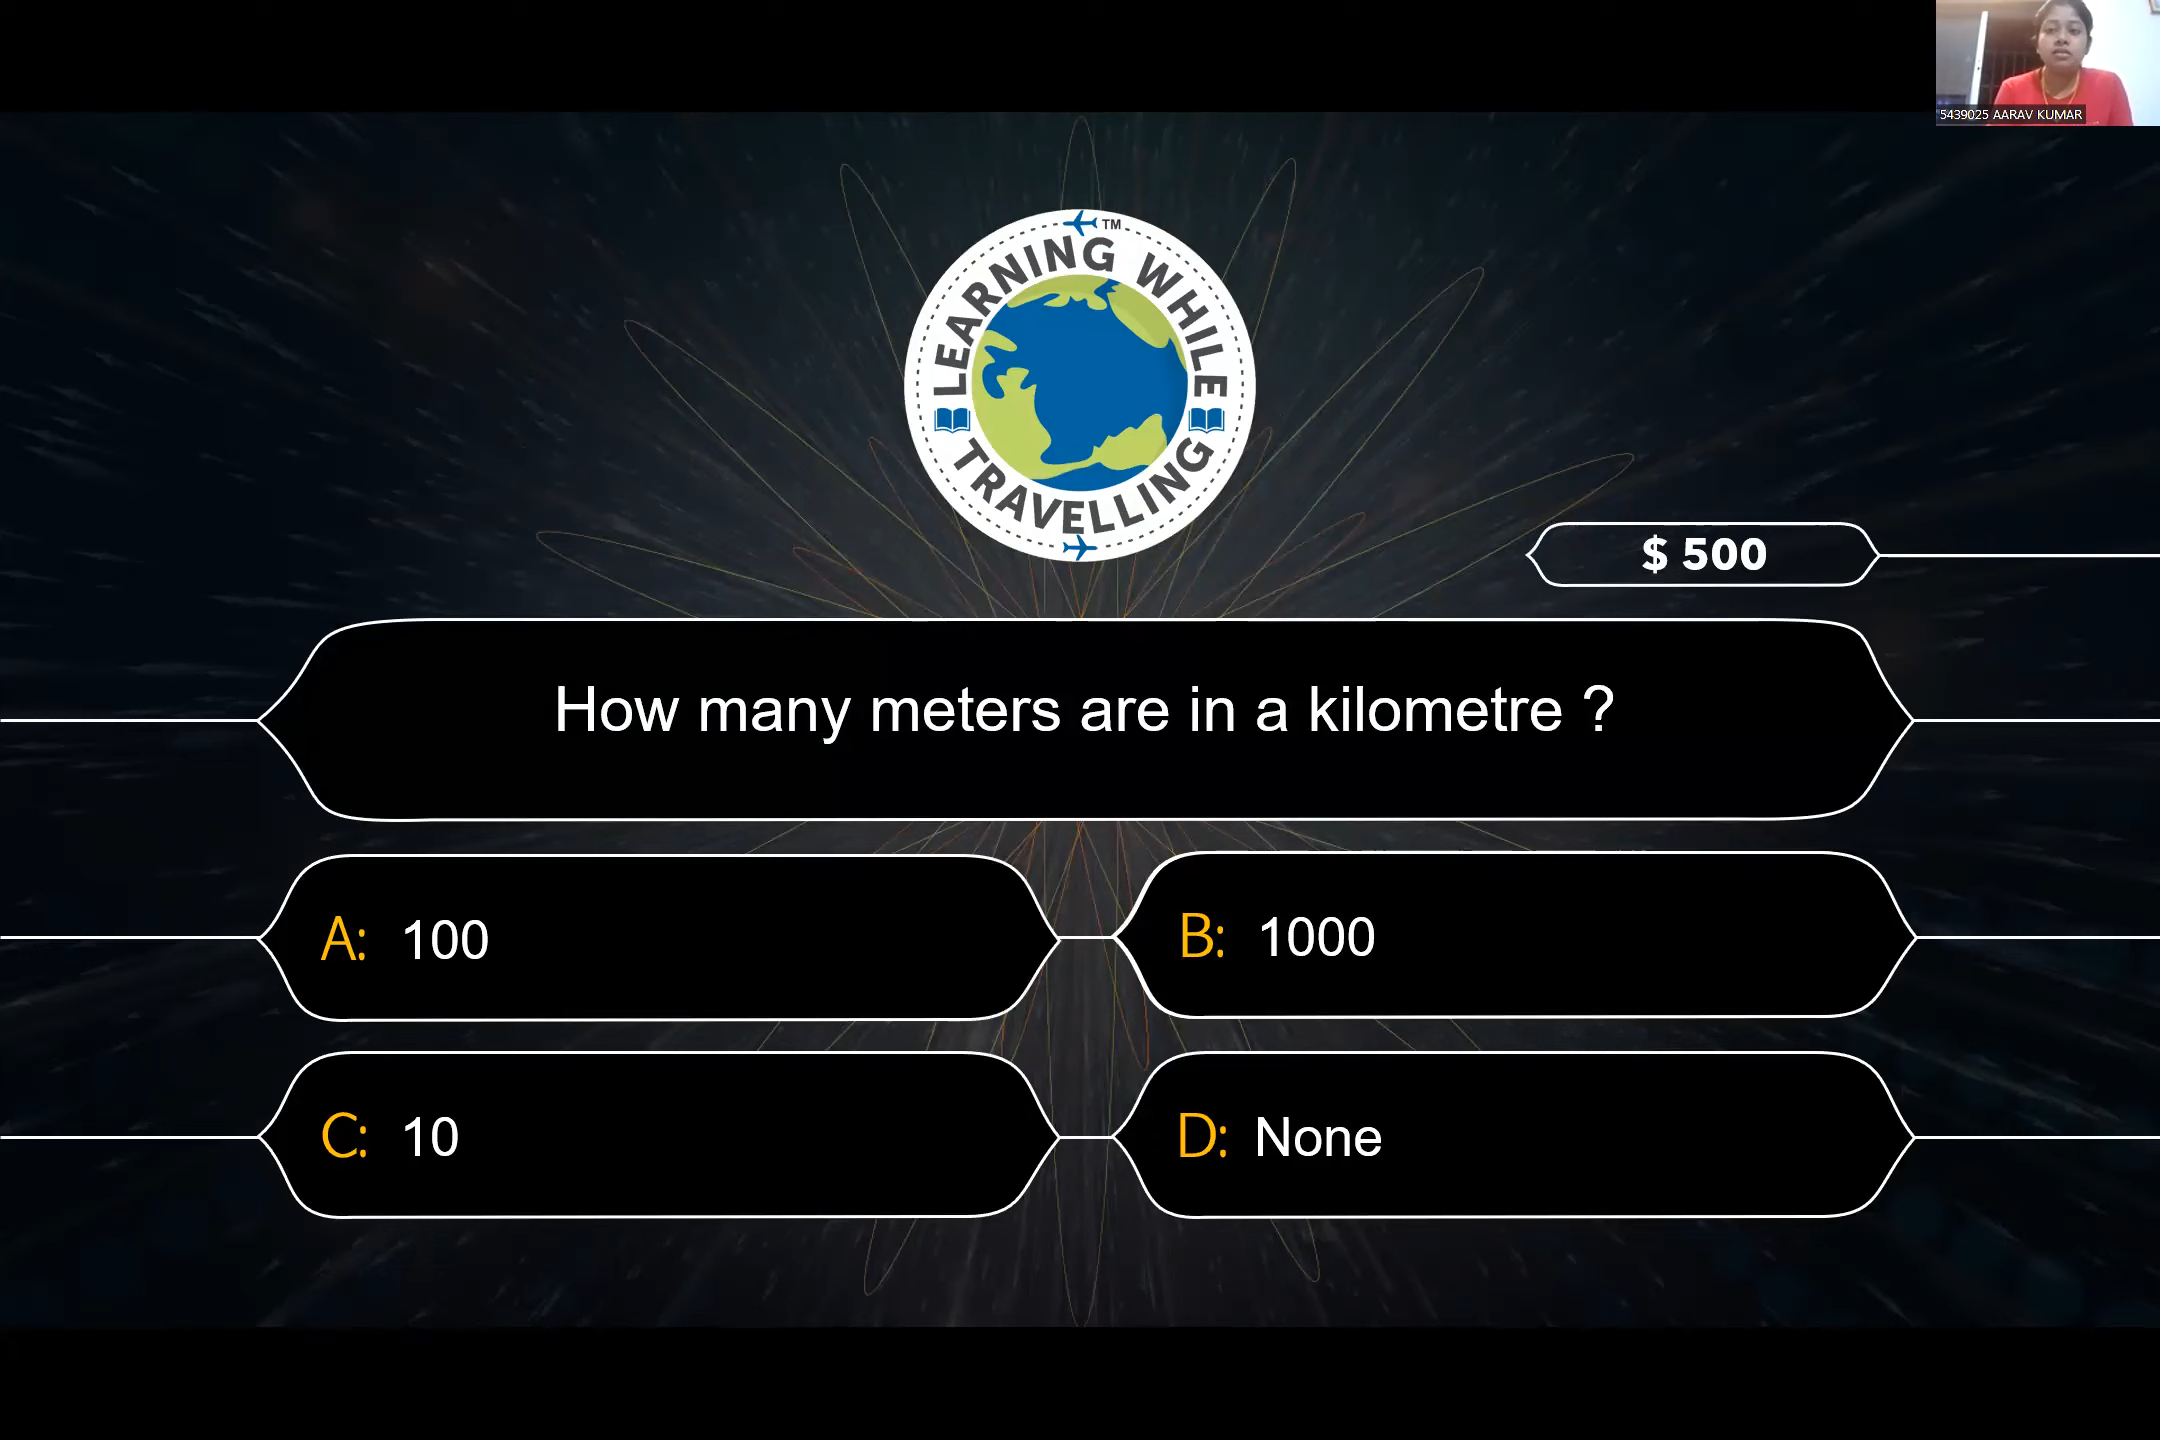 5439025 AARAV KUMAR
TM
LEARNING WHILE
TRAVELLING
$ 500
How many meters are in a kilometre ?
A: 100
B: 1000
C: 10
D: None